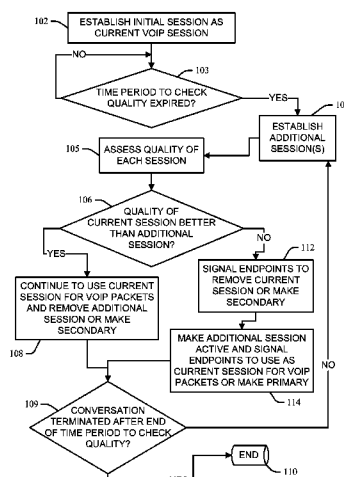 102
ESTABLISH INITIAL SESSION AS
CURRENT VOIP SESSION
NO
103
TIME PERIOD TO CHECK
QUALITY EXPIRED?
YES
ESTABLISH
ADDITIONAL
SESSION(S)
105
ASSESS QUALITY OF
EACH SESSION
106
QUALITY OF
CURRENT SESSION BETTER
THAN ADDITIONAL
SESSION?
YES
NO
112
SIGNAL ENDPOINTS TO
REMOVE CURRENT
SESSION OR MAKE
SECONDARY
CONTINUE TO USE CURRENT
SESSION FOR VOIP PACKETS
AND REMOVE ADDITIONAL
SESSION OR MAKE
SECONDARY
108
MAKE ADDITIONAL SESSION
ACTIVE AND SIGNAL
ENDPOINTS TO USE AS
CURRENT SESSION FOR VOIP
PACKETS OR MAKE PRIMARY
114
NO
109
CONVERSATION
TERMINATED AFTER END
OF TIME PERIOD TO CHECK
QUALITY?
END
110